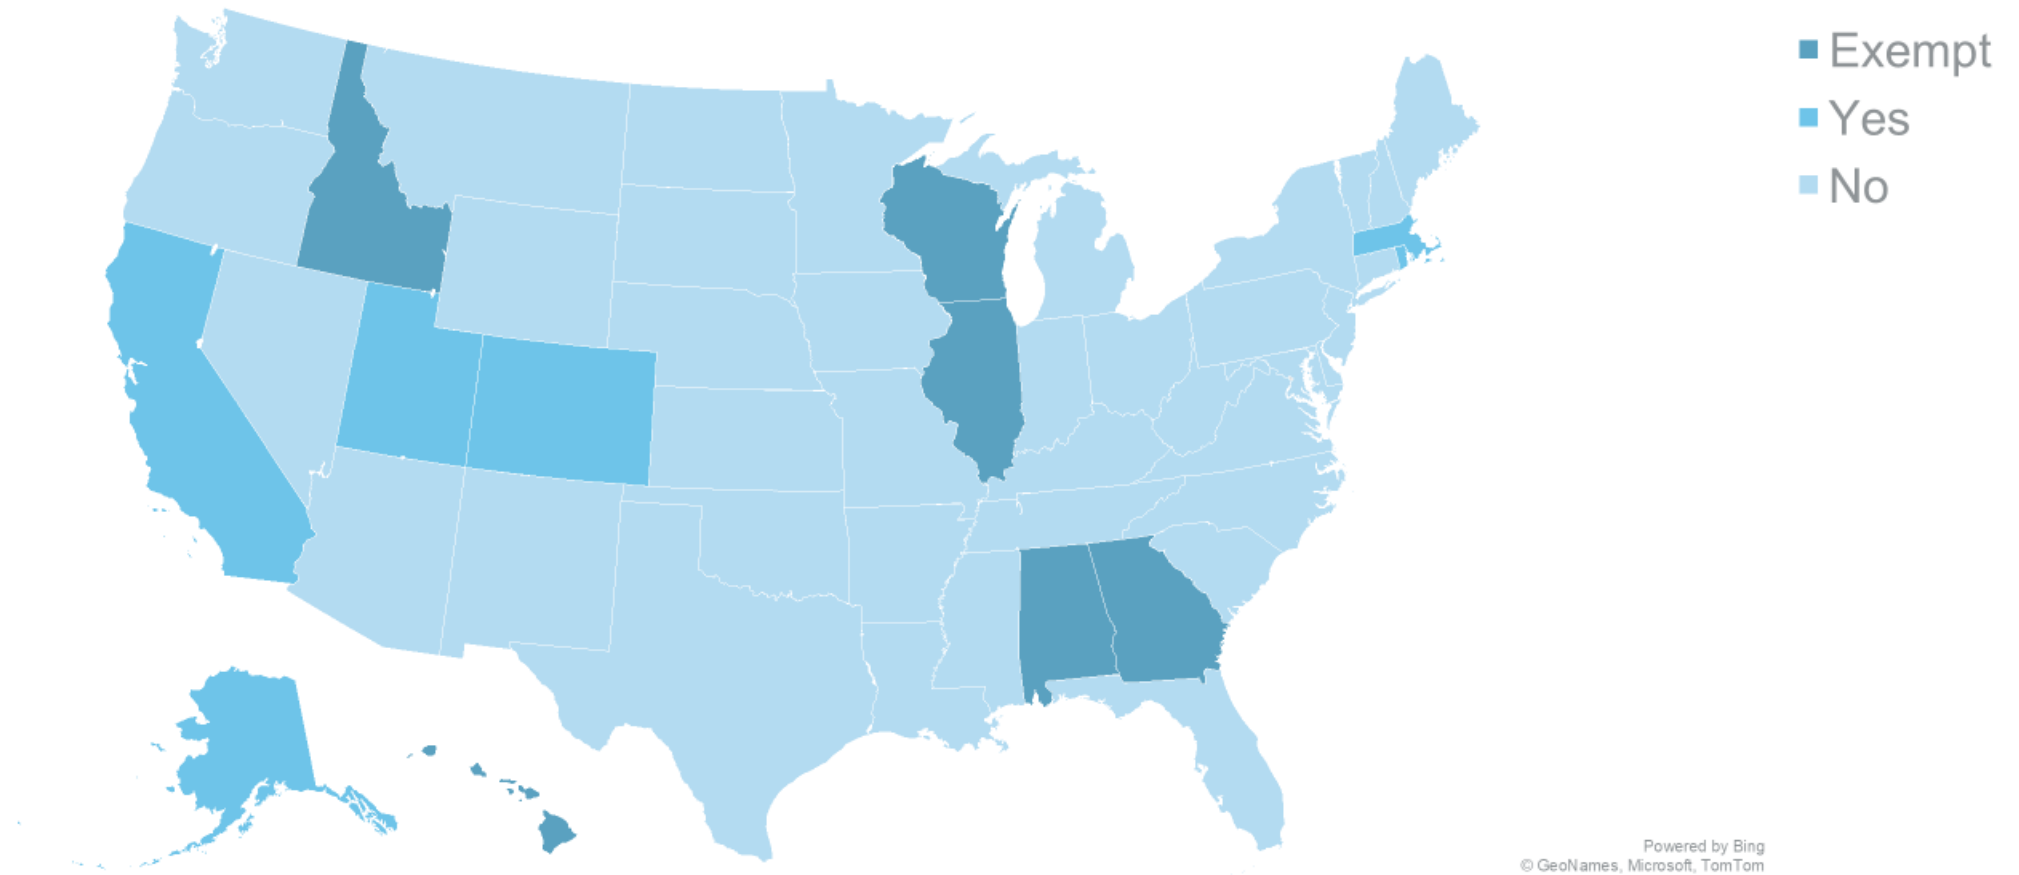 Exempt
Yes
No
Powered by Bing
© GeoNames, Microsoft, TomTom